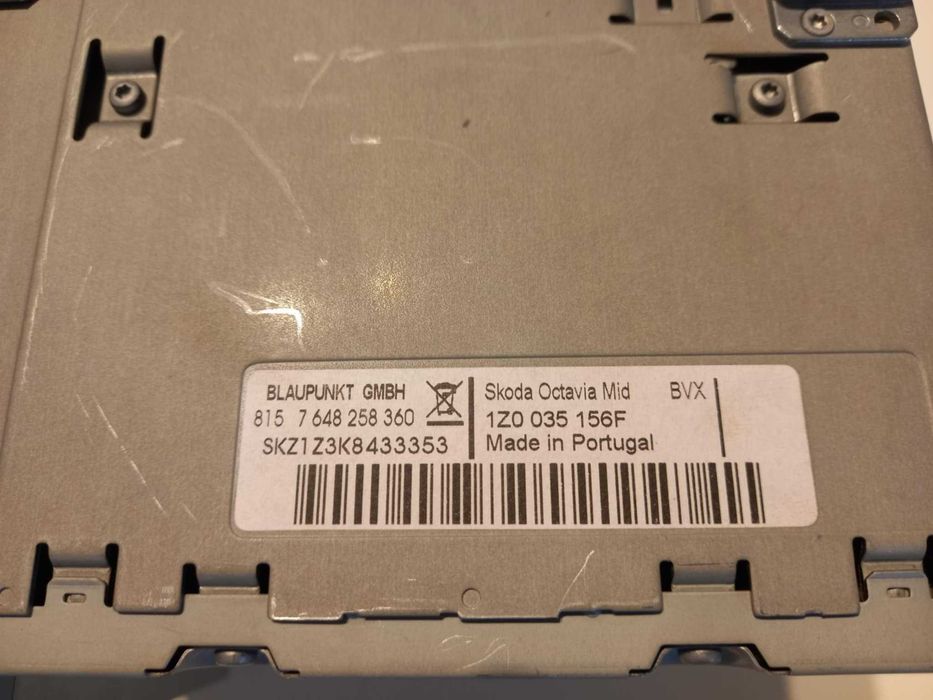 BLAUPUNKT GMBH
815 7 648 258 360
SKZ1Z3K8433353
Skoda Octavia Mid BVX
1Z0 035 156F
Made in Portugal